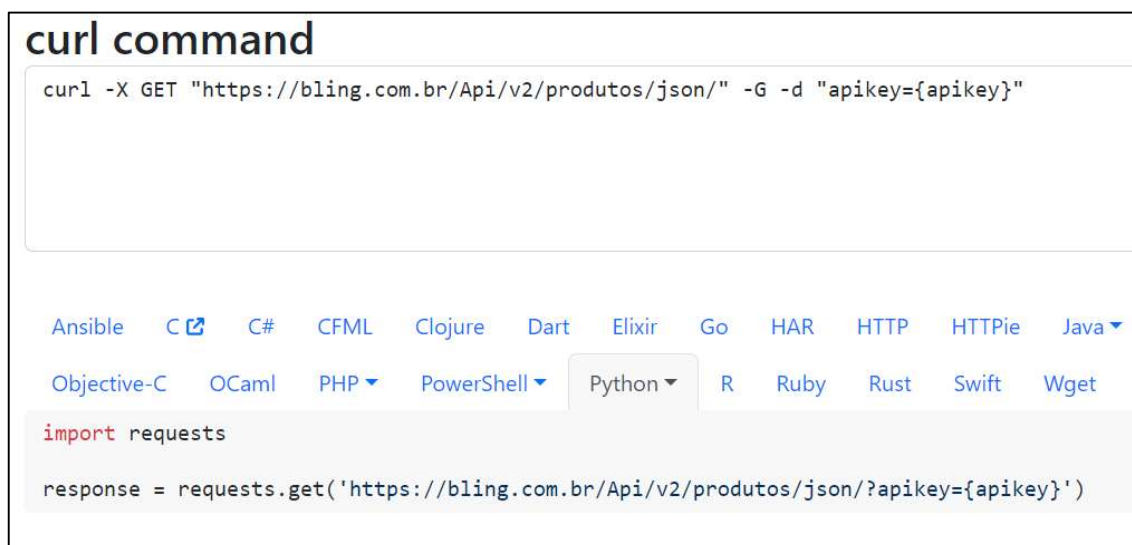 curl command
curl -X GET "https://bling.com.br/Api/v2/produtos/json/" -G -d "apikey={apikey}"
Ansible C C# CFML Clojure Dart Elixir Go HAR HTTP HTTPie Java
Objective-C OCaml PHP PowerShell Python R Ruby Rust Swift Wget
import requests
response = requests.get('https://bling.com.br/Api/v2/produtos/json/?apikey={apikey}')